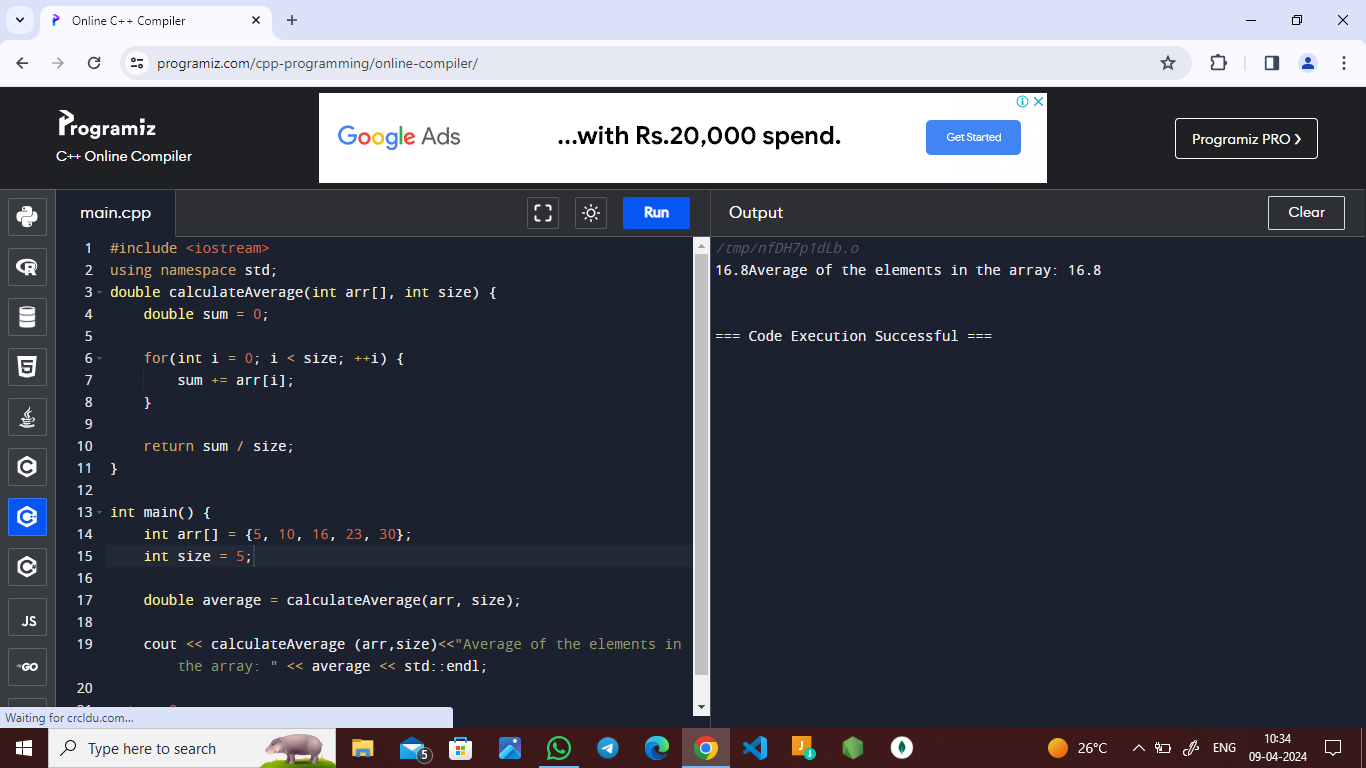 Online C++ Compiler
programiz.com/cpp-programming/online-compiler/
Programiz
C++ Online Compiler
Google Ads
...with Rs.20,000 spend.
Get Started
Programiz PRO ❯
main.cpp
Run
Output
Clear
1 #include <iostream>
2 using namespace std;
3 double calculateAverage(int arr[], int size) {
4     double sum = 0;
5
6     for(int i = 0; i < size; ++i) {
7         sum += arr[i];
8     }
9
10     return sum / size;
11 }
12
13 int main() {
14     int arr[] = {5, 10, 16, 23, 30};
15     int size = 5;
16
17     double average = calculateAverage(arr, size);
18
19     cout << calculateAverage (arr,size)<<"Average of the elements in
        the array: " << average << std::endl;
20
/tmp/nfDH7p1dLb.o
16.8Average of the elements in the array: 16.8
=== Code Execution Successful ===
JS
GO
Waiting for crcldu.com...
Type here to search
5
26°C
ENG
10:34
09-04-2024